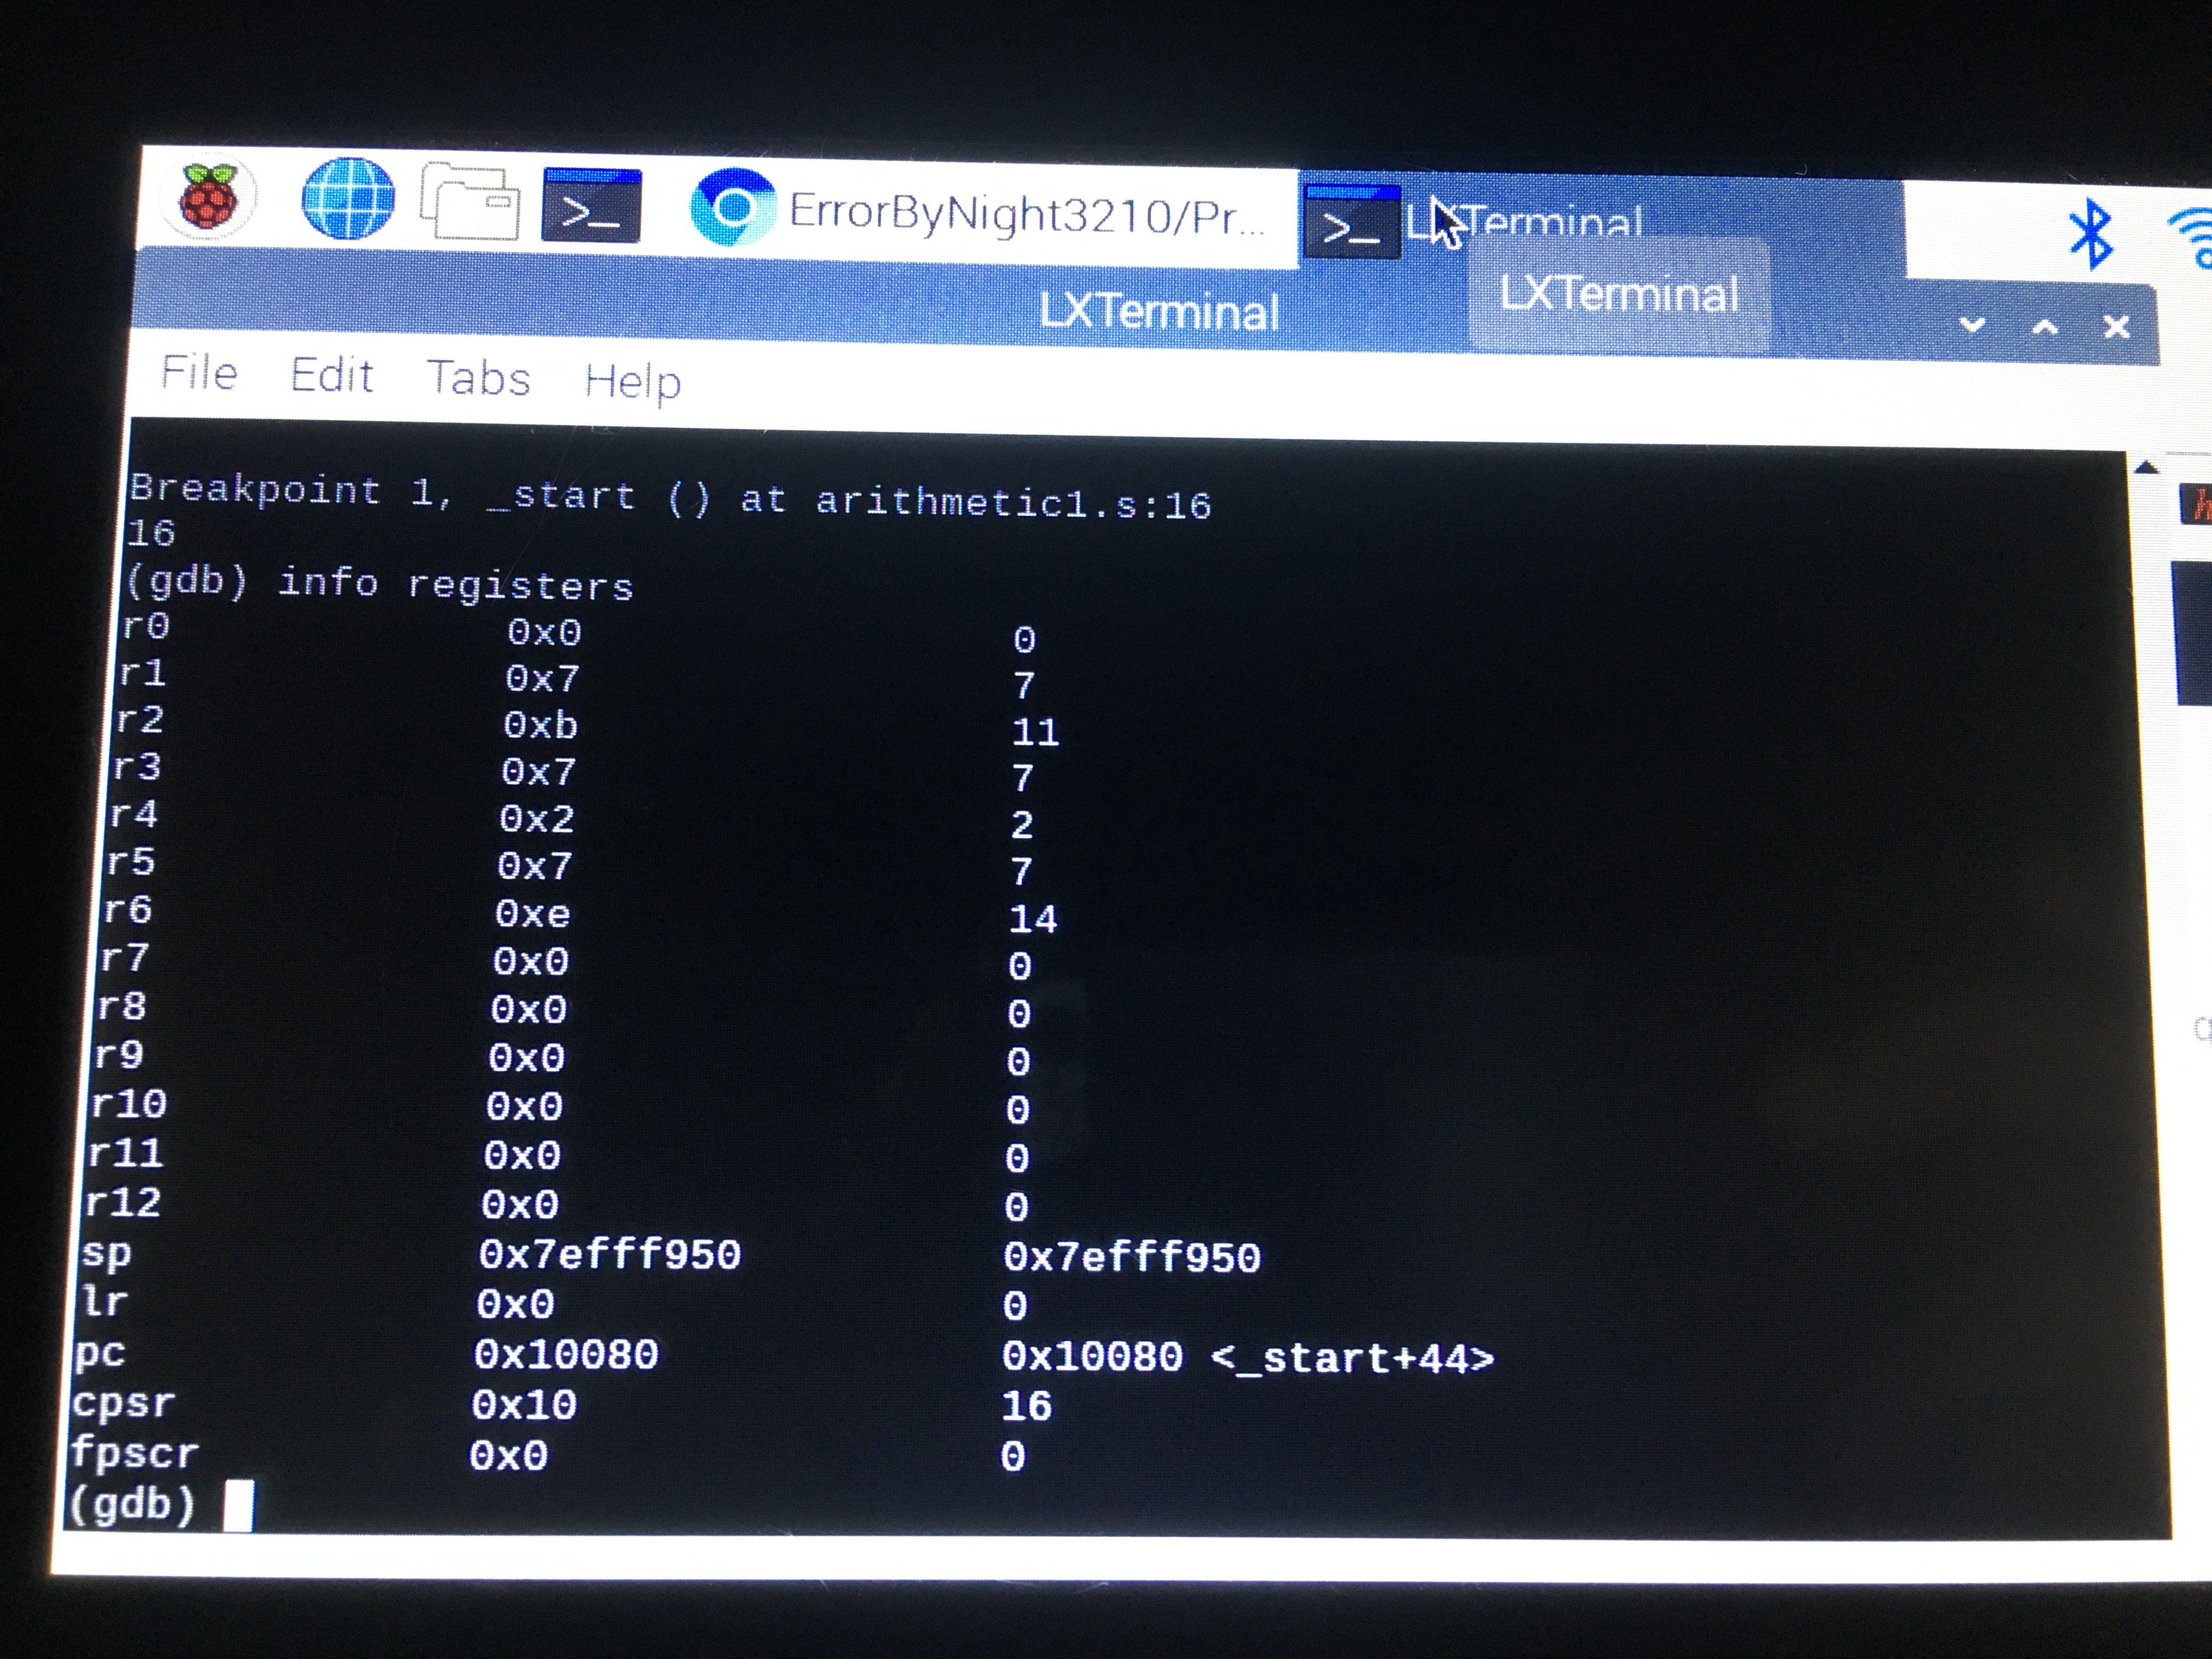 >_
ErrorByNight3210/Pr...
>_ LXTerminal
LXTerminal
LXTerminal
File Edit Tabs Help
Breakpoint 1, _start () at arithmetic1.s:16
16
(gdb) info registers
r0 0x0 0
r1 0x7 7
r2 0xb 11
r3 0x7 7
r4 0x2 2
r5 0x7 7
r6 0xe 14
r7 0x0 0
r8 0x0 0
r9 0x0 0
r10 0x0 0
r11 0x0 0
r12 0x0 0
sp 0x7efff950 0x7efff950
lr 0x0 0
pc 0x10080 0x10080 <_start+44>
cpsr 0x10 16
fpscr 0x0 0
(gdb)